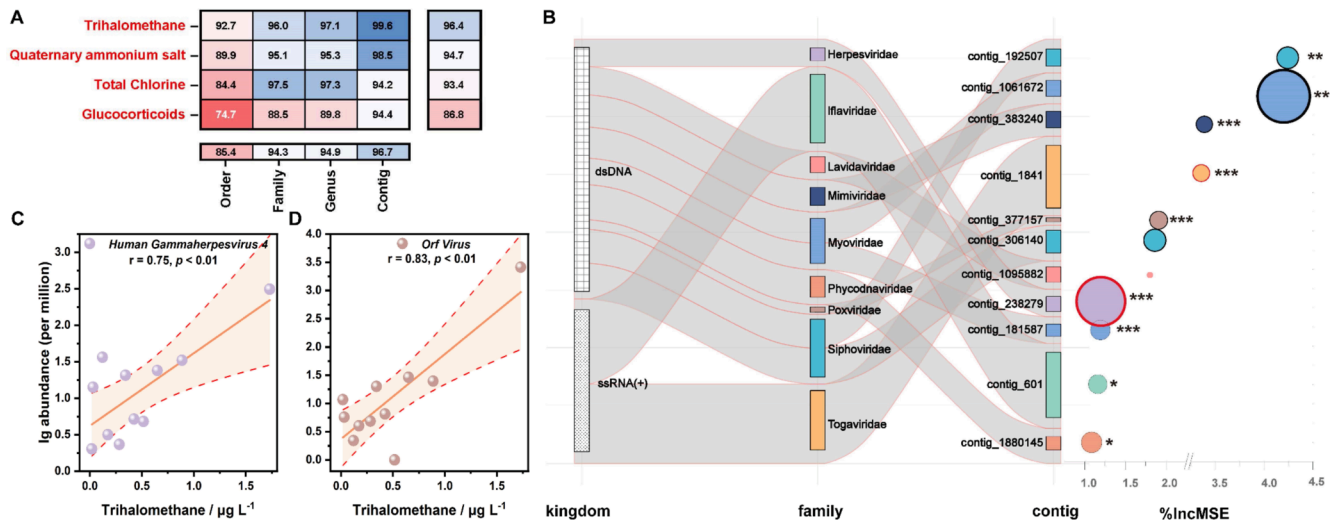 A
Trihalomethane 92.7 96.0 97.1 99.6 96.4
Quaternary ammonium salt 89.9 95.1 95.3 98.5 94.7
Total Chlorine 84.4 97.5 97.3 94.2 93.4
Glucocorticoids 74.7 88.5 89.8 94.4 86.8
85.4 94.3 94.9 96.7
Order Family Genus Contig
B
dsDNA
ssRNA(+)
Herpesviridae
Iflaviridae
Lavidaviridae
Mimiviridae
Myoviridae
Phycodnaviridae
Poxviridae
Siphoviridae
Togaviridae
contig_192507 **
contig_1061672 **
contig_383240 ***
contig_1841 ***
contig_377157 ***
contig_306140
contig_1095882
contig_238279 ***
contig_181587 ***
contig_601 *
contig_1880145 *
1.0 2.0 3.5 4.5
kingdom family contig %IncMSE
C
Human Gammaherpesvirus 4
r = 0.75, p < 0.01
lg abundance (per million)
3.0
2.5
2.0
1.5
1.0
0.5
0.0
0.0 0.5 1.0 1.5
Trihalomethane / µg L⁻¹
D
Orf Virus
r = 0.83, p < 0.01
4.0
3.5
3.0
2.5
2.0
1.5
1.0
0.5
0.0
0.0 0.5 1.0 1.5
Trihalomethane / µg L⁻¹